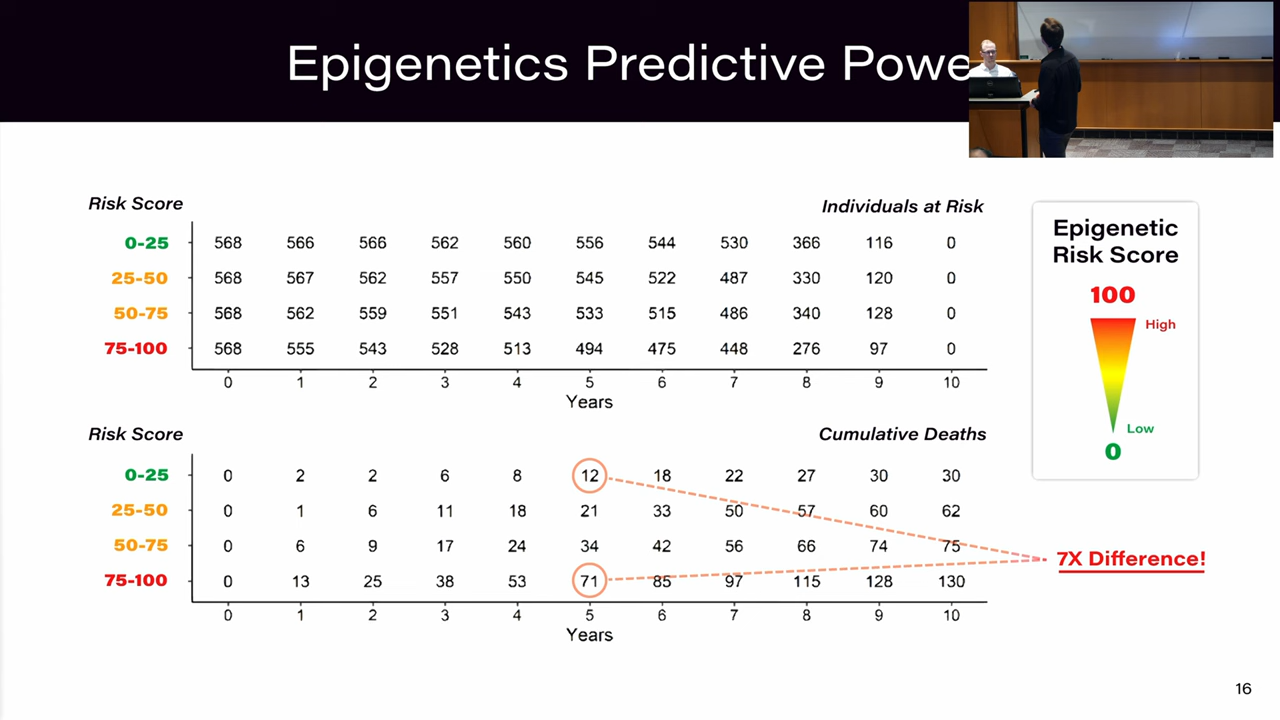 Epigenetics Predictive Powe
Risk Score
Individuals at Risk
0-25 568 566 566 562 560 556 544 530 366 116 0
25-50 568 567 562 557 550 545 522 487 330 120 0
50-75 568 562 559 551 543 533 515 486 340 128 0
75-100 568 555 543 528 513 494 475 448 276 97 0
0 1 2 3 4 5 6 7 8 9 10
Years
Risk Score
Cumulative Deaths
0-25 0 2 2 6 8 12 18 22 27 30 30
25-50 0 1 6 11 18 21 33 50 57 60 62
50-75 0 6 9 17 24 34 42 56 66 74 75
75-100 0 13 25 38 53 71 85 97 115 128 130
0 1 2 3 4 5 6 7 8 9 10
Years
Epigenetic
Risk Score
100
High
Low
0
7X Difference!
16